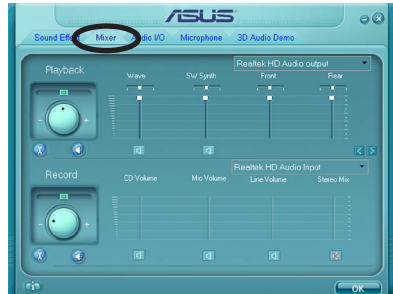 ASUS
Sound Effect Mixer Audio I/O Microphone 3D Audio Demo
Playback
Realtek HD Audio output
Wave SW Synth Front Rear
- +
Record
Realtek HD Audio Input
CD Volume Mic Volume Line Volume Stereo Mix
- +
OK